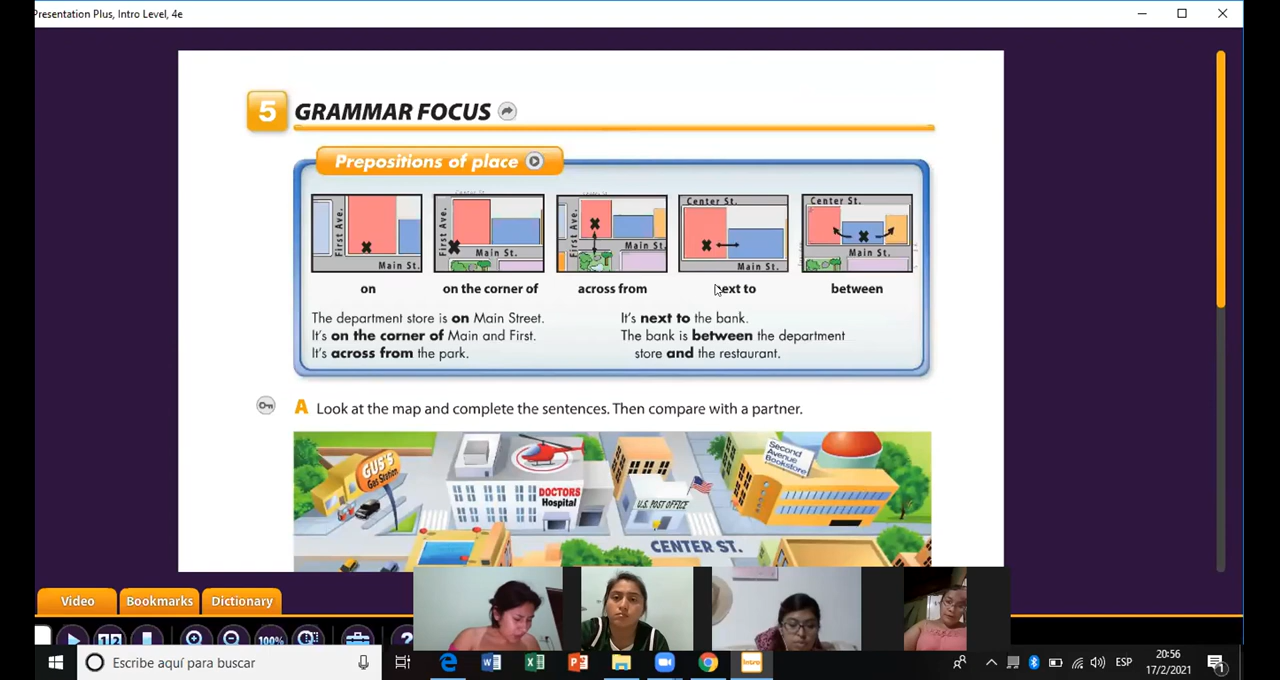 Presentation Plus, Intro Level, 4e
5 GRAMMAR FOCUS
Prepositions of place
First Ave.
Main St.
First Ave.
Main St.
First Ave.
Main St.
Center St.
Main St.
Center St.
Main St.
on
on the corner of
across from
next to
between
The department store is on Main Street.
It's on the corner of Main and First.
It's across from the park.
It's next to the bank.
The bank is between the department
store and the restaurant.
A Look at the map and complete the sentences. Then compare with a partner.
GUS'S
Gas Station
DOCTORS
Hospital
U.S. POST OFFICE
Second
Avenue
Bookstore
CENTER ST.
Video
Bookmarks
Dictionary
1 2
100%
?
Escribe aquí para buscar
Intro
ESP
20:56
17/2/2021
1